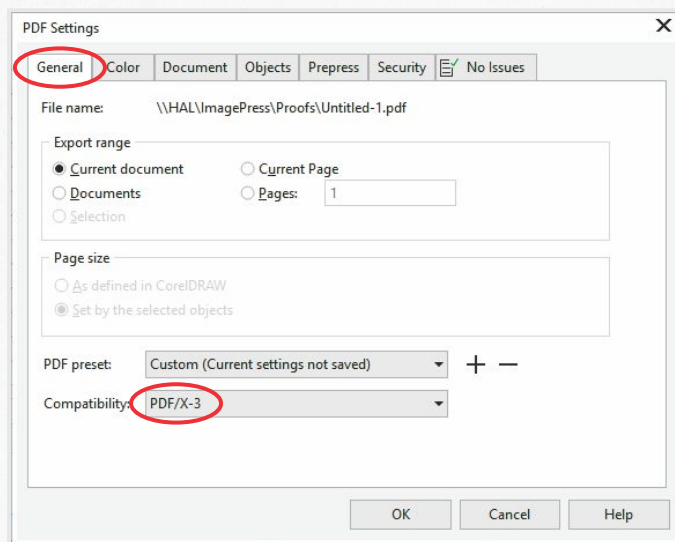 PDF Settings
General Color Document Objects Prepress Security No Issues
File name: \\HAL\ImagePress\Proofs\Untitled-1.pdf
Export range
Current document Current Page
Documents Pages: 1
Selection
Page size
As defined in CorelDRAW
Set by the selected objects
PDF preset: Custom (Current settings not saved)
Compatibility: PDF/X-3
OK Cancel Help